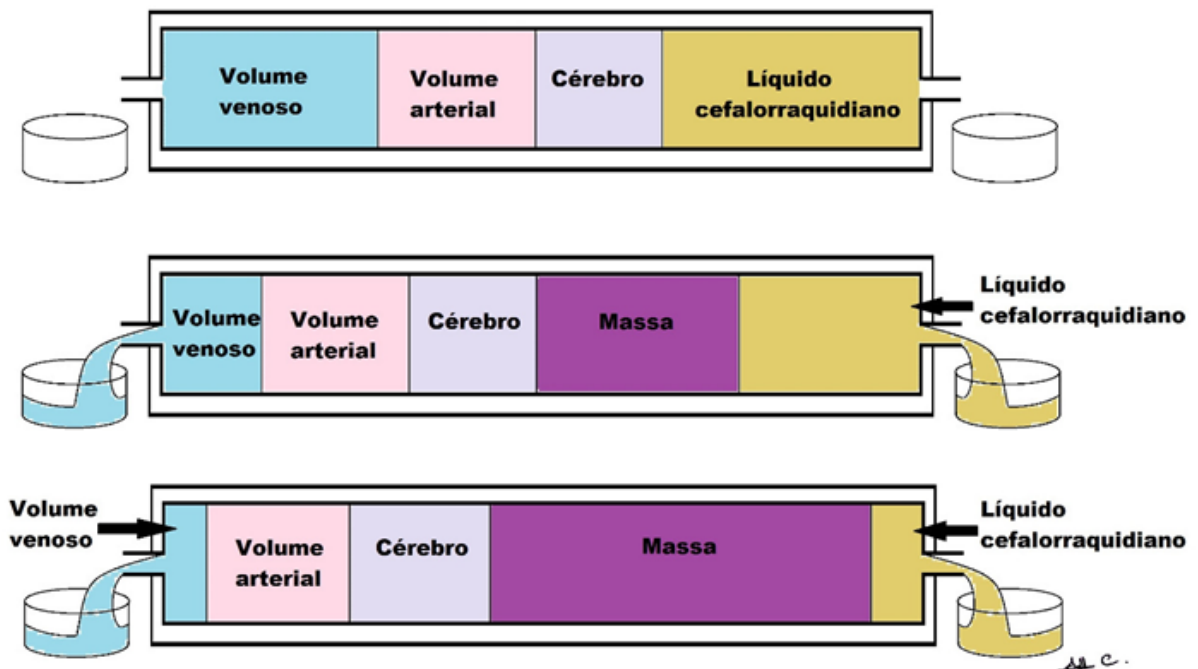 Volume
venoso
Volume
arterial
Cérebro
Líquido
cefalorraquidiano
Volume
venoso
Volume
arterial
Cérebro
Massa
Líquido
cefalorraquidiano
Volume
venoso
Volume
arterial
Cérebro
Massa
Líquido
cefalorraquidiano